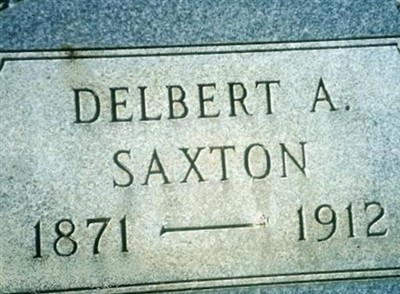 DELBERT A.
SAXTON
1871 — 1912